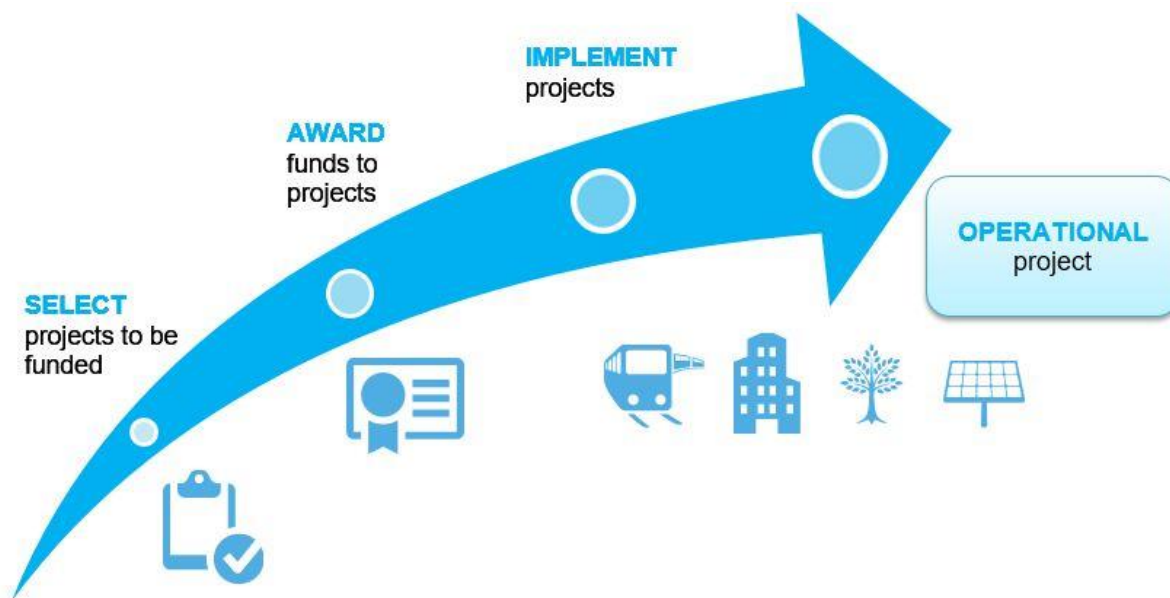 SELECT
projects to be
funded
AWARD
funds to
projects
IMPLEMENT
projects
OPERATIONAL
project